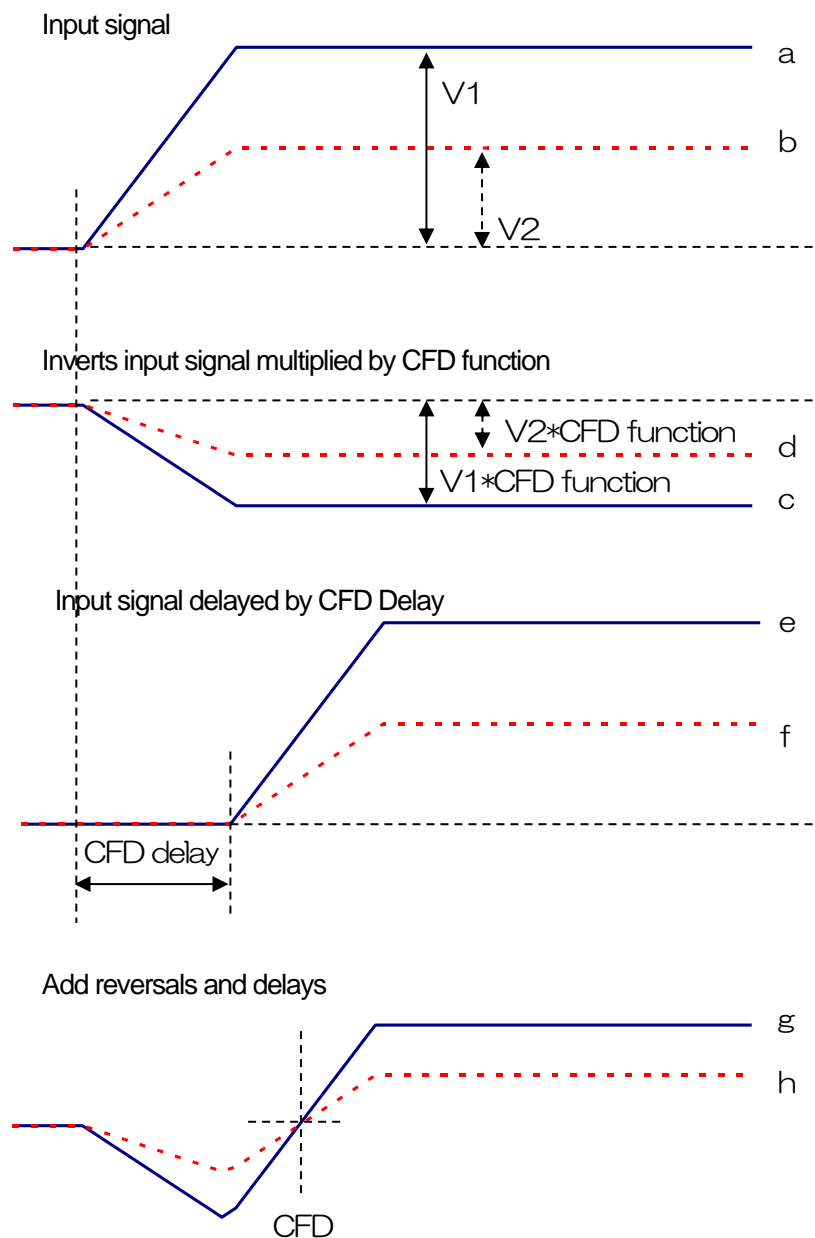 Input signal
a
V1
b
V2
Inverts input signal multiplied by CFD function
V2*CFD function
d
V1*CFD function
c
Input signal delayed by CFD Delay
e
f
CFD delay
Add reversals and delays
g
h
CFD